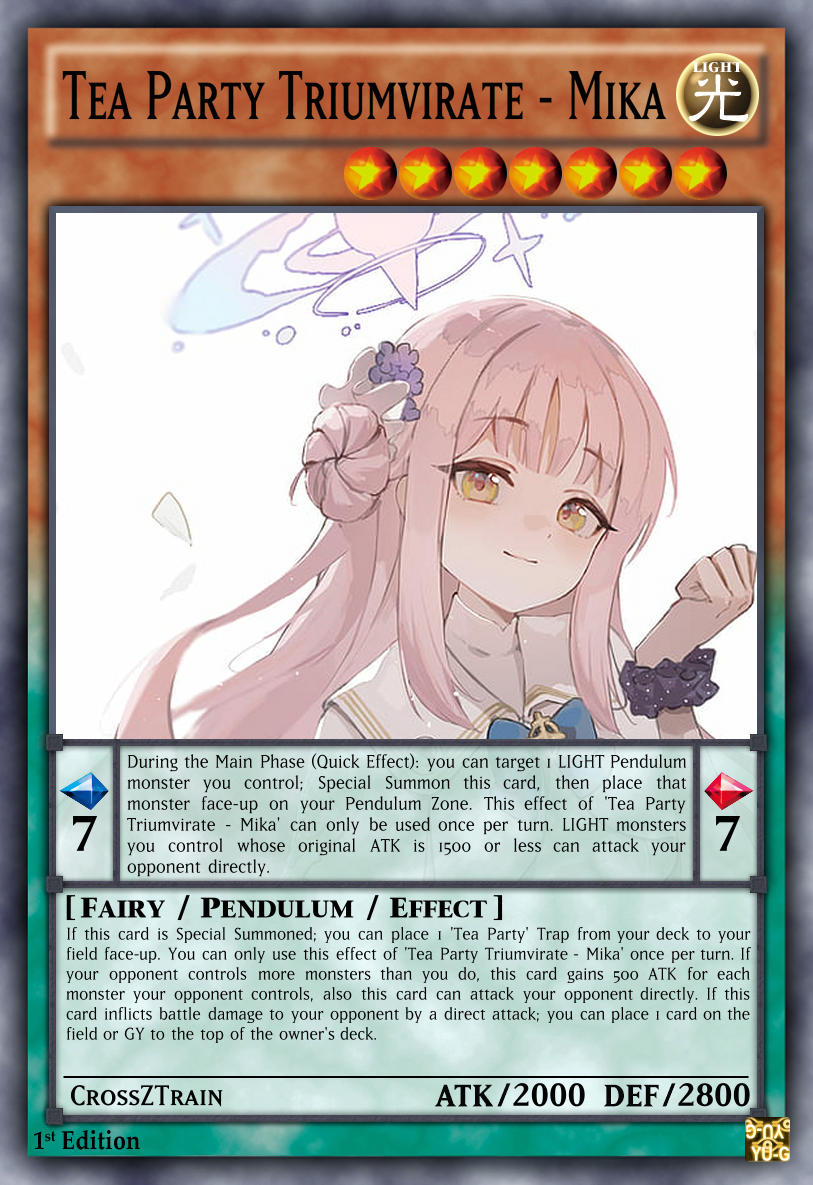 Tea Party Triumvirate - Mika
LIGHT
光
During the Main Phase (Quick Effect): you can target 1 LIGHT Pendulum
monster you control; Special Summon this card, then place that
monster face-up on your Pendulum Zone. This effect of 'Tea Party
Triumvirate - Mika' can only be used once per turn. LIGHT monsters
you control whose original ATK is 1500 or less can attack your
opponent directly.
7
7
[ Fairy / Pendulum / Effect ]
If this card is Special Summoned; you can place 1 'Tea Party' Trap from your deck to your
field face-up. You can only use this effect of 'Tea Party Triumvirate - Mika' once per turn. If
your opponent controls more monsters than you do, this card gains 500 ATK for each
monster your opponent controls, also this card can attack your opponent directly. If this
card inflicts battle damage to your opponent by a direct attack; you can place 1 card on the
field or GY to the top of the owner's deck.
CrossZTrain
ATK/2000 DEF/2800
1st Edition
YU-G